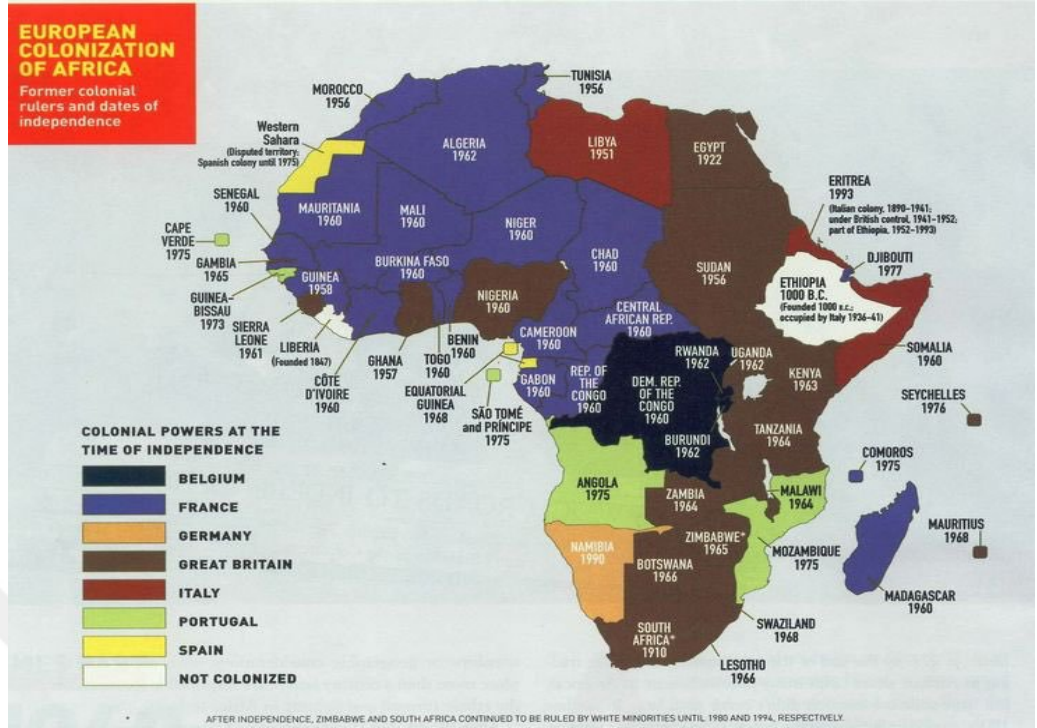 EUROPEAN
COLONIZATION
OF AFRICA
Former colonial
rulers and dates of
independence
MOROCCO
1956
TUNISIA
1956
Western
Sahara
(Disputed territory;
Spanish colony until 1975)
ALGERIA
1962
LIBYA
1951
EGYPT
1922
ERITREA
1993
(Italian colony, 1890–1941;
under British control, 1941–1952;
part of Ethiopia, 1952–1993)
SENEGAL
1960
CAPE
VERDE
1975
MAURITANIA
1960
MALI
1960
NIGER
1960
CHAD
1960
SUDAN
1956
DJIBOUTI
1977
GAMBIA
1965
BURKINA FASO
1960
GUINEA
1958
ETHIOPIA
1000 B.C.
(Founded 1000 B.C.;
occupied by Italy 1936–41)
GUINEA-
BISSAU
1973
NIGERIA
1960
CENTRAL
AFRICAN REP.
1960
SIERRA
LEONE
1961
LIBERIA
(Founded 1847)
CÔTE
D'IVOIRE
1960
GHANA
1957
TOGO
1960
BENIN
1960
CAMEROON
1960
EQUATORIAL
GUINEA
1968
SÃO TOMÉ
and PRÍNCIPE
1975
GABON
1960
REP. OF
THE
CONGO
1960
DEM. REP.
OF THE
CONGO
1960
RWANDA
1962
UGANDA
1962
KENYA
1963
SOMALIA
1960
SEYCHELLES
1976
BURUNDI
1962
TANZANIA
1964
COMOROS
1975
ANGOLA
1975
ZAMBIA
1964
MALAWI
1964
MAURITIUS
1968
NAMIBIA
1990
ZIMBABWE*
1965
BOTSWANA
1966
MOZAMBIQUE
1975
MADAGASCAR
1960
SOUTH
AFRICA*
1910
SWAZILAND
1968
LESOTHO
1966
COLONIAL POWERS AT THE
TIME OF INDEPENDENCE
BELGIUM
FRANCE
GERMANY
GREAT BRITAIN
ITALY
PORTUGAL
SPAIN
NOT COLONIZED
* AFTER INDEPENDENCE, ZIMBABWE AND SOUTH AFRICA CONTINUED TO BE RULED BY WHITE MINORITIES UNTIL 1980 AND 1994, RESPECTIVELY.